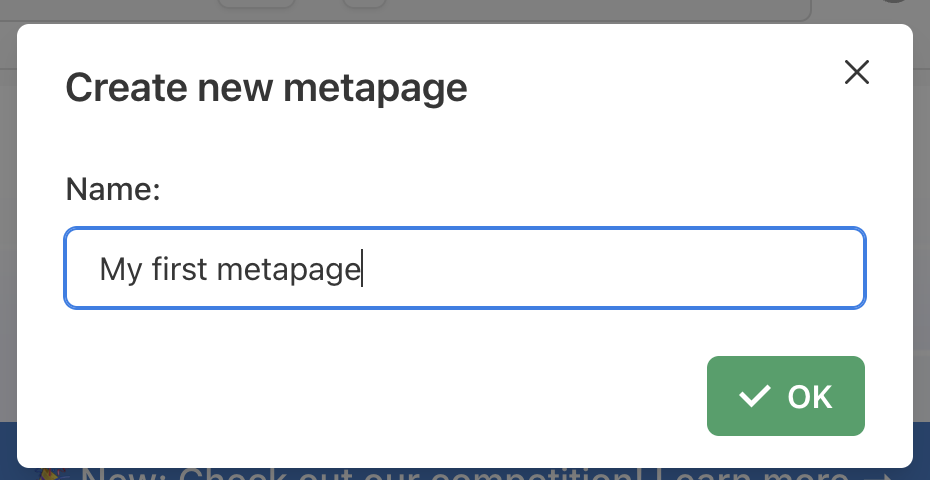 Create new metapage
Name:
My first metapage
OK
New: Check out our competition! Learn more →